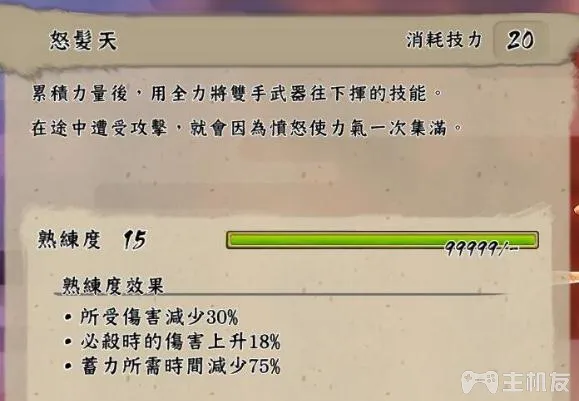 怒髮天 消耗技力 20
累積力量後，用全力將雙手武器往下揮的技能。
在途中遭受攻擊，就會因為憤怒使力氣一次集滿。
熟練度 15
99999/--
熟練度效果
・所受傷害減少30%
・必殺時的傷害上升18%
・蓄力所需時間減少75%
主机友